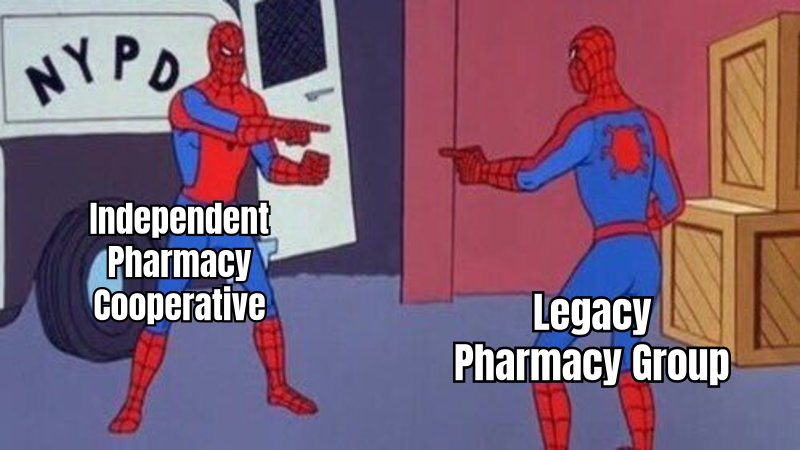 NYPD
Independent
Pharmacy
Cooperative
Legacy
Pharmacy Group